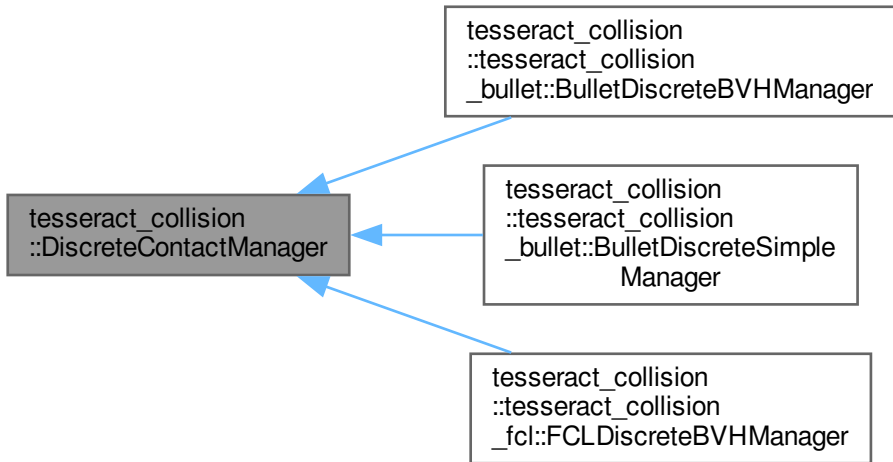 tesseract_collision
::tesseract_collision
_bullet::BulletDiscreteBVHManager
tesseract_collision
::tesseract_collision
_bullet::BulletDiscreteSimple
Manager
tesseract_collision
::DiscreteContactManager
tesseract_collision
::tesseract_collision
_fcl::FCLDiscreteBVHManager